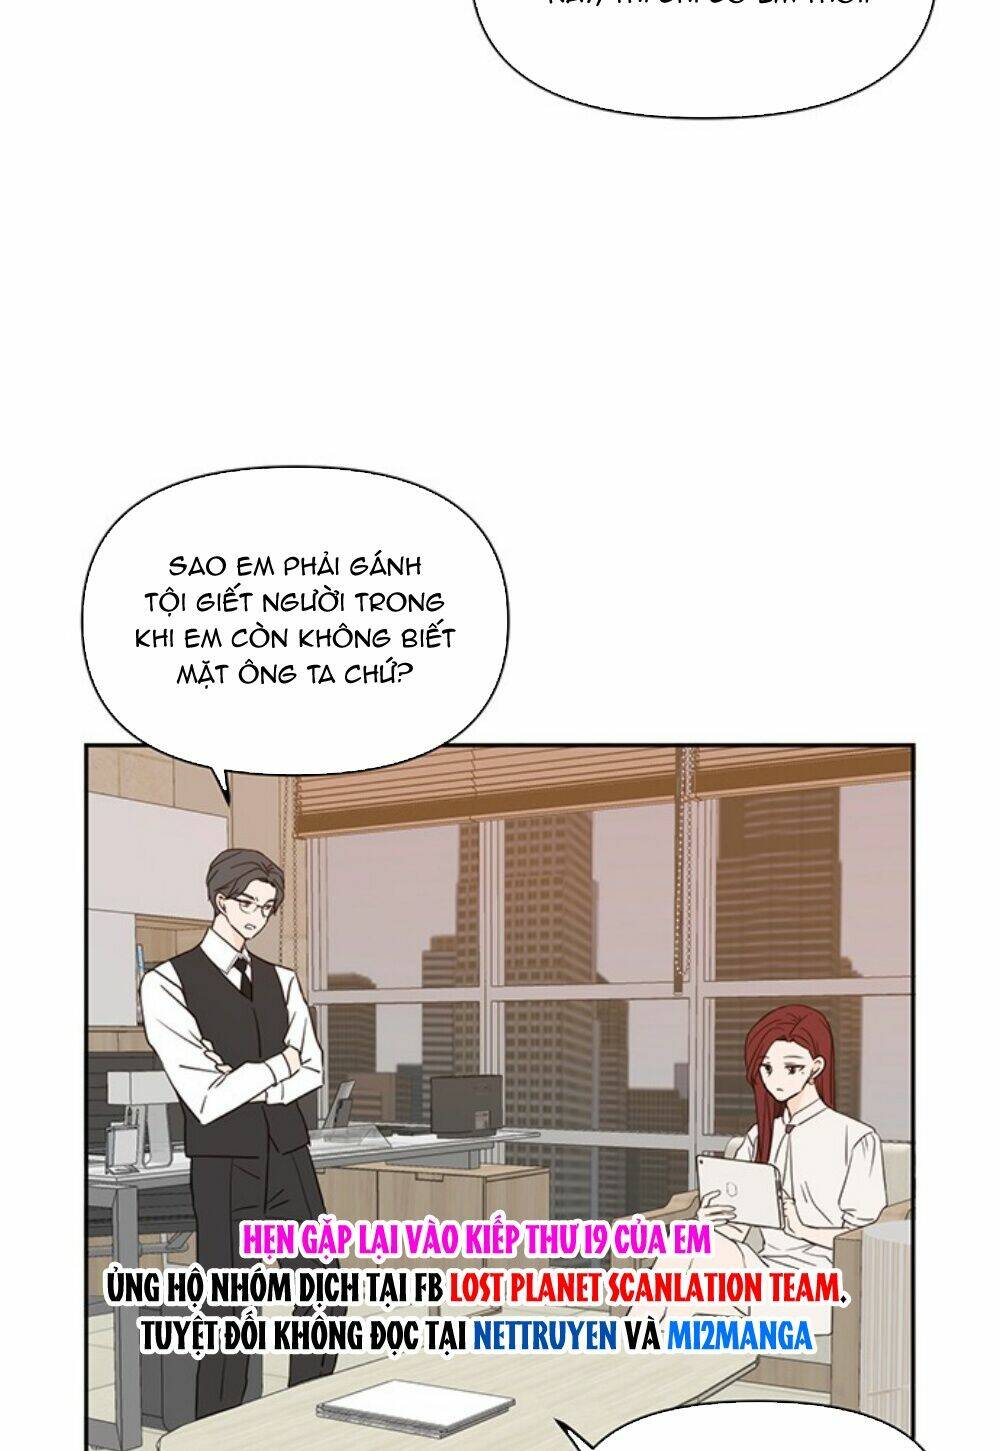 SAO EM PHẢI GÁNH
TỘI GIẾT NGƯỜI TRONG
KHI EM CÒN KHÔNG BIẾT
MẶT ÔNG TA CHỨ?
HẸN GẶP LẠI VÀO KIẾP THƯ 19 CỦA EM
ỦNG HỘ NHÓM DỊCH TẠI FB LOST PLANET SCANLATION TEAM.
TUYỆT ĐỐI KHÔNG ĐỌC TẠI NETTRUYEN VÀ MI2MANGA